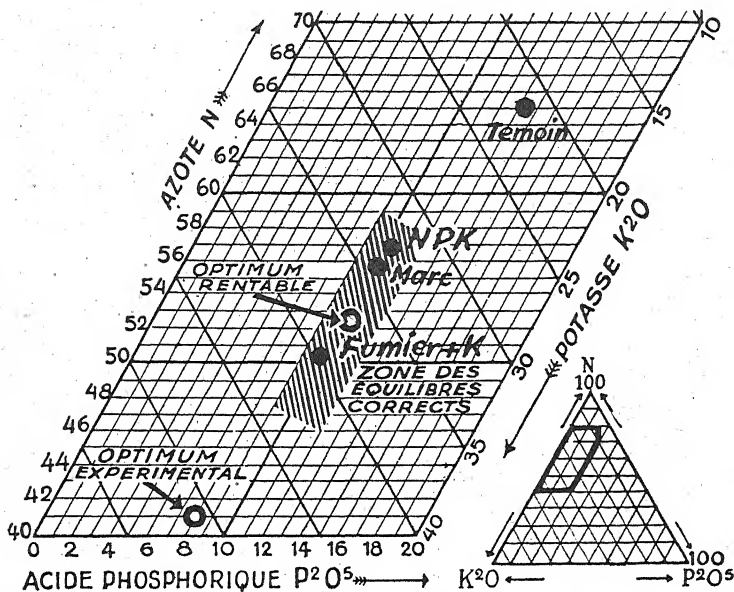 AZOTE N
70
68
66
64
62
60
56
54
52
50
48
46
44
42
41
40
10
15
20
25
30
35
40
POTASSE K²O
Temoin
NPK
Marc
OPTIMUM
RENTABLE
Fumier+K
ZONE DES
ÉQUILIBRES
CORRECTS
OPTIMUM
EXPERIMENTAL
0 2 4 6 8 10 12 14 16 18 20
ACIDE PHOSPHORIQUE P²O⁵
N
100
100
K²O
P²O⁵